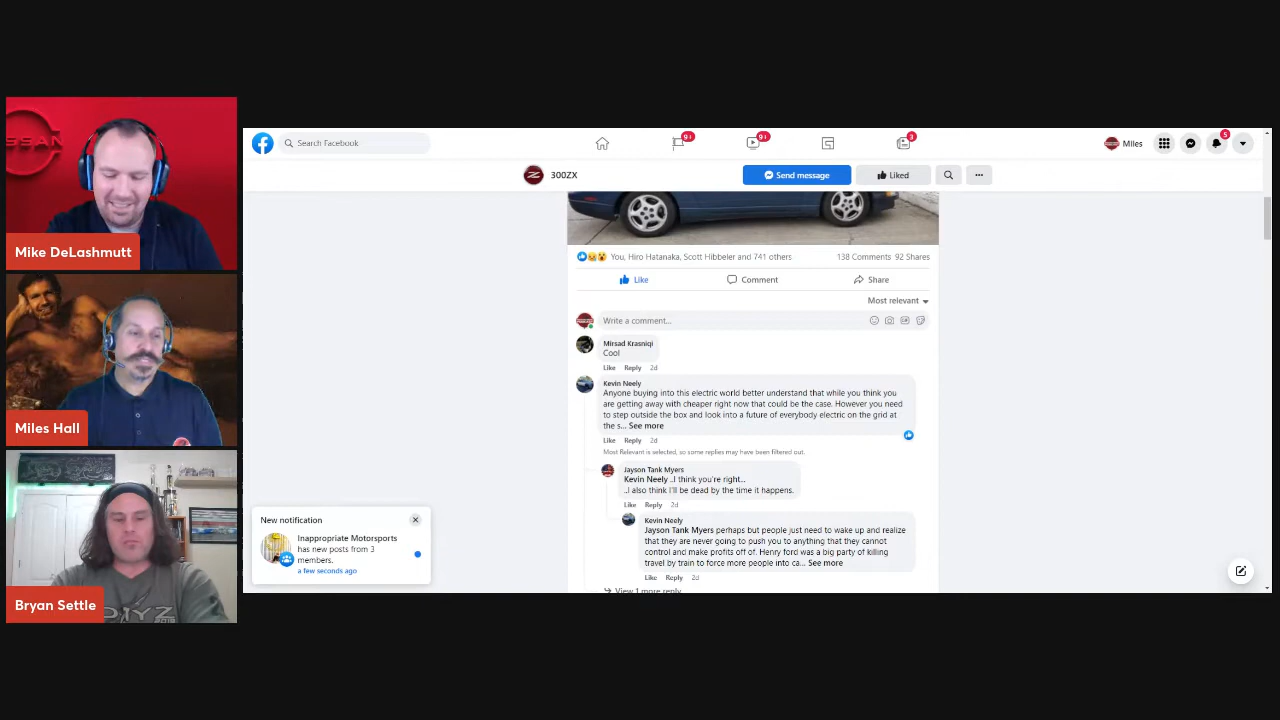 ISSAN
Mike DeLashmutt
Miles Hall
Bryan Settle
Search Facebook
9+
9+
3
Miles
5
300ZX
Send message
Liked
You, Hiro Hatanaka, Scott Hibbeler and 741 others
138 Comments 92 Shares
Like
Comment
Share
Most relevant
Write a comment...
GIF
Mirsad Krasniqi
Cool
Like Reply 2d
Kevin Neely
Anyone buying into this electric world better understand that while you think you
are getting away with cheaper right now that could be the case. However you need
to step outside the box and look into a future of everybody electric on the grid at
the s... See more
Like Reply 2d
Most Relevant is selected, so some replies may have been filtered out.
Jayson Tank Myers
Kevin Neely ..I think you're right...
..I also think I'll be dead by the time it happens.
Like Reply 2d
Kevin Neely
Jayson Tank Myers perhaps but people just need to wake up and realize
that they are never going to push you to anything that they cannot
control and make profits off of. Henry ford was a big party of killing
travel by train to force more people into ca... See more
Like Reply 2d
View 1 more reply
New notification
Inappropriate Motorsports
has new posts from 3
members.
a few seconds ago